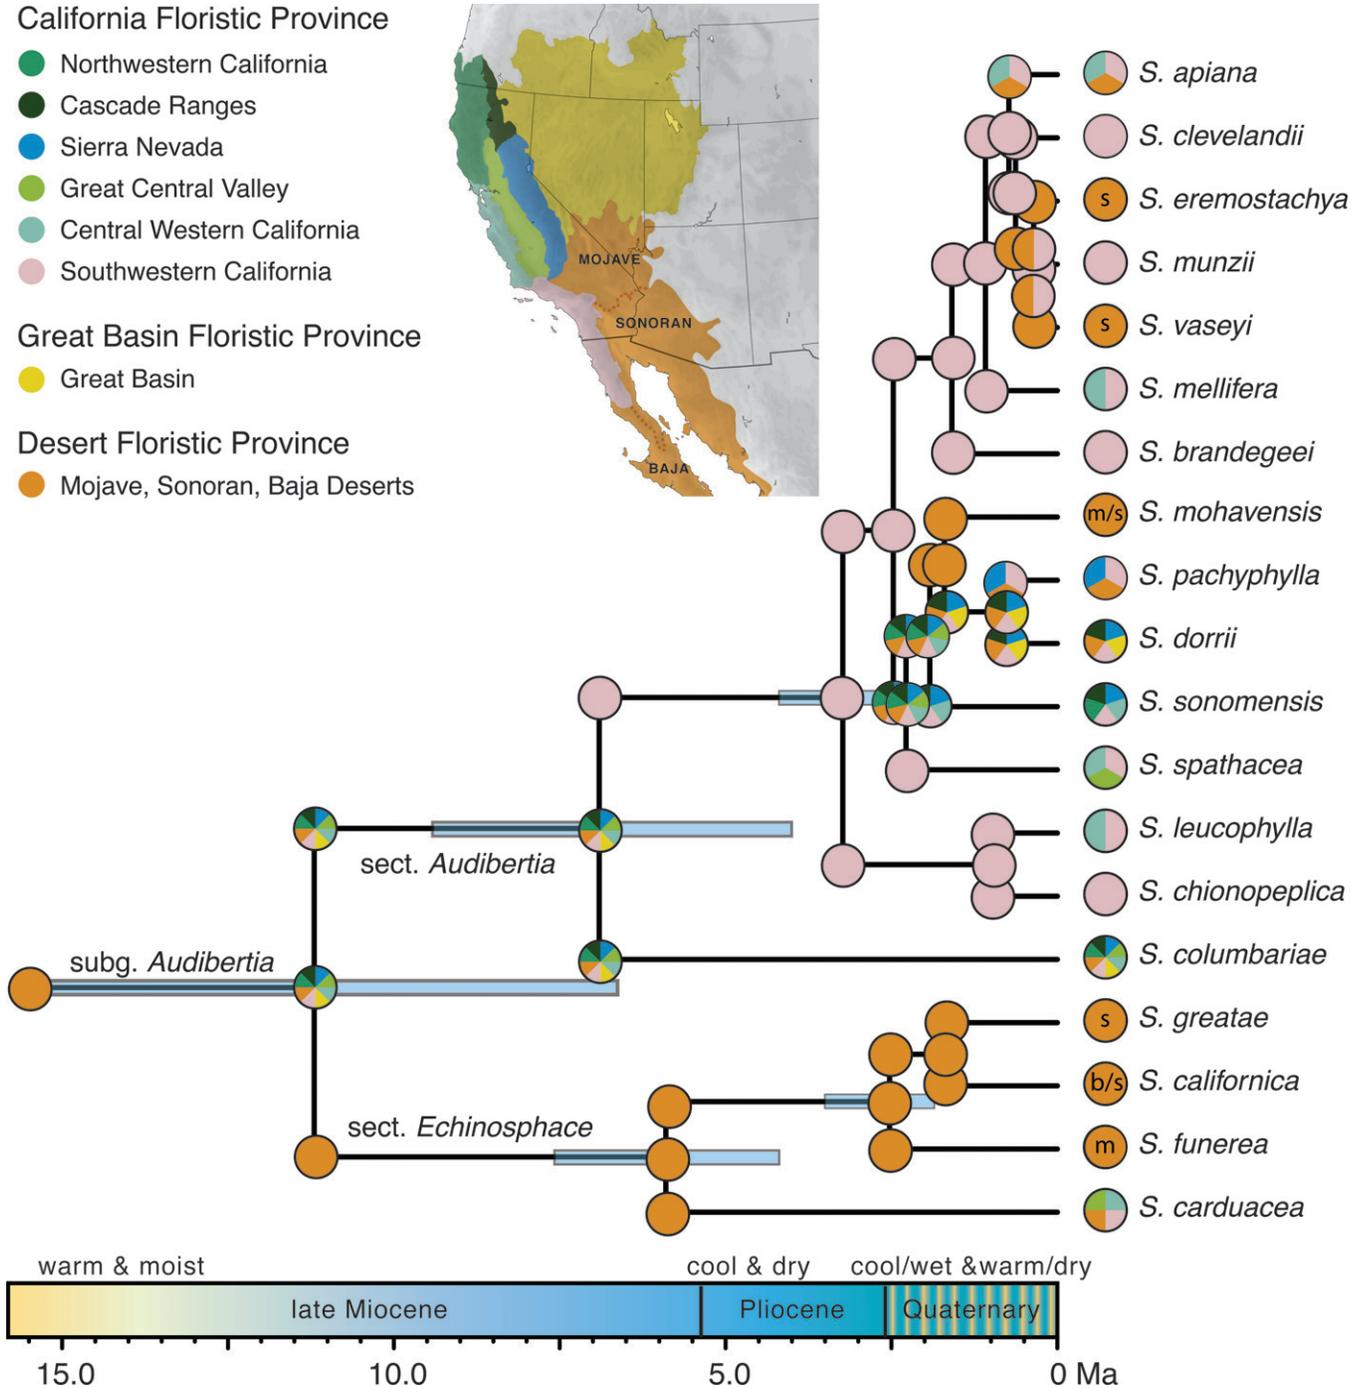 California Floristic Province
Northwestern California
Cascade Ranges
Sierra Nevada
Great Central Valley
Central Western California
Southwestern California
Great Basin Floristic Province
Great Basin
Desert Floristic Province
Mojave, Sonoran, Baja Deserts
MOJAVE
SONORAN
BAJA
S. apiana
S. clevelandii
s S. eremostachya
S. munzii
s S. vaseyi
S. mellifera
S. brandegeei
m/s S. mohavensis
S. pachyphylla
S. dorrii
S. sonomensis
S. spathacea
S. leucophylla
S. chionopeplica
S. columbariae
s S. greatae
b/s S. californica
m S. funerea
S. carduacea
sect. Audibertia
subg. Audibertia
sect. Echinosphace
warm & moist cool & dry cool/wet &warm/dry
late Miocene Pliocene Quaternary
15.0 10.0 5.0 0 Ma